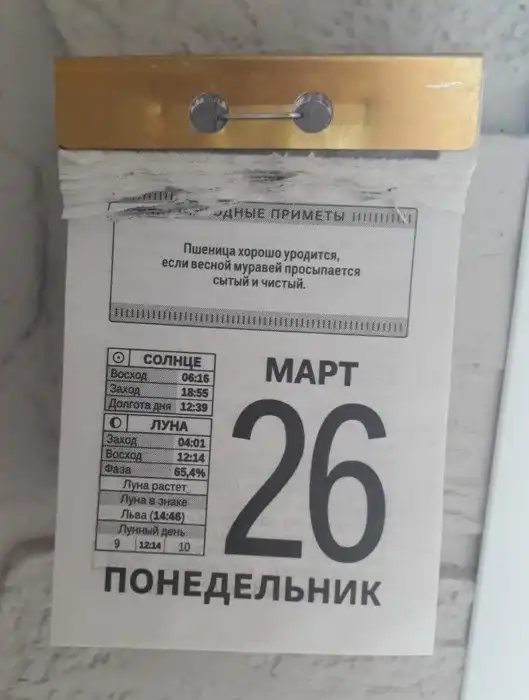 ПРИМЕТЫ
Пшеница хорошо уродится,
если весной муравей просыпается
сытый и чистый.
СОЛНЦЕ
Восход 06:16
Заход 18:55
Долгота дня 12:39
ЛУНА
Заход 04:01
Восход 12:14
Фаза 65,4%
Луна растет
Луна в знаке
Льва (14:46)
Лунный день
9 12:14 10
МАРТ
26
ПОНЕДЕЛЬНИК